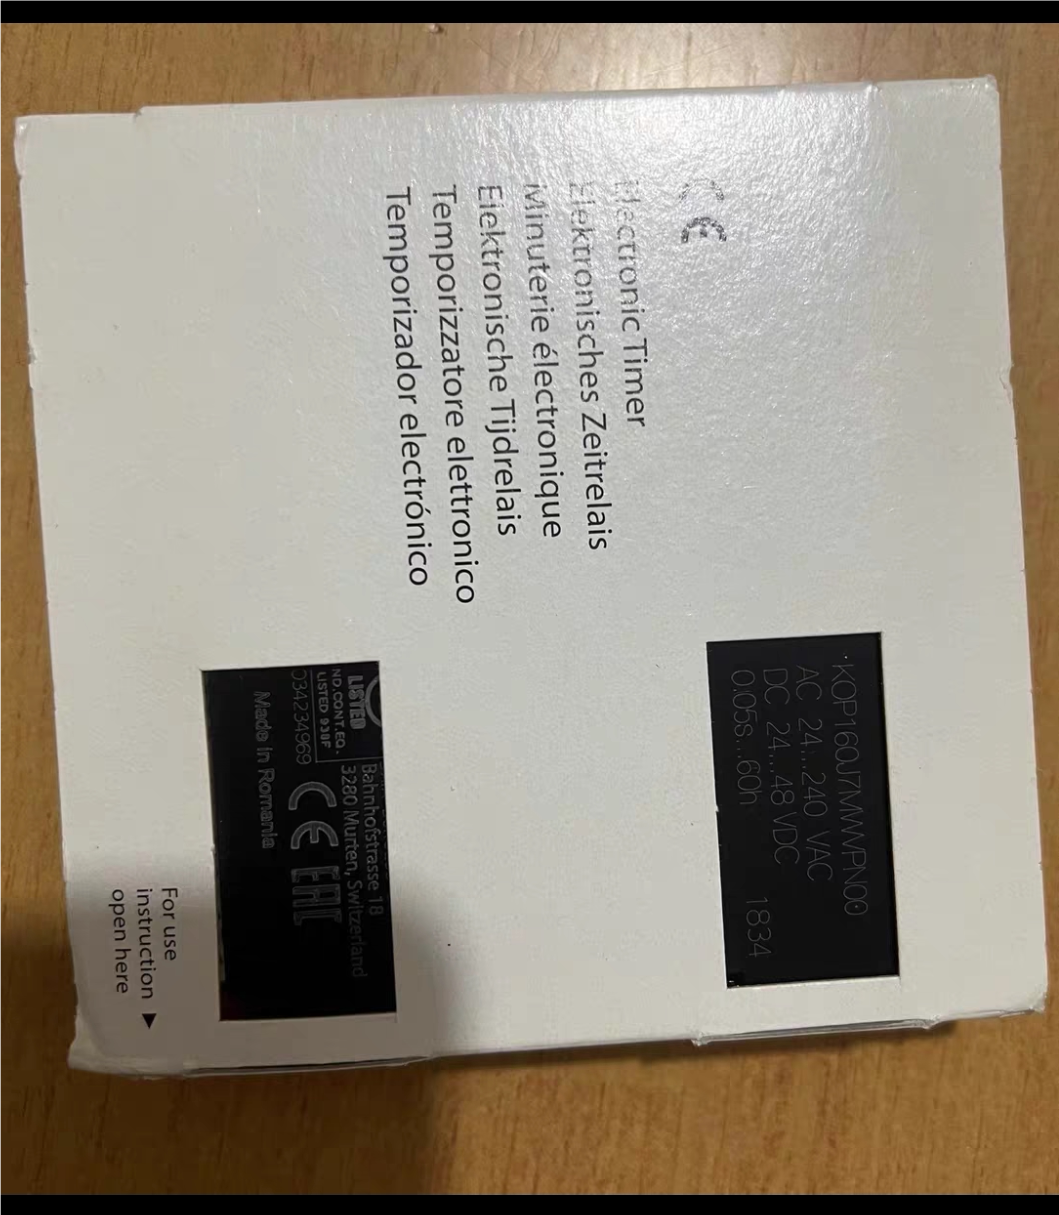 CE
Electronic Timer
Elektronisches Zeitrelais
Minuterie électronique
Elektronische Tijdrelais
Temporizzatore elettronico
Temporizador electrónico
KOP160J7MWVPN00
AC 24...240 VAC
DC 24...48 VDC
0.05s...60h 1834
LISTED
IND.CONT.EQ.
LISTED 938F
034234969
Bahnhofstrasse 18
3280 Murten, Switzerland
CE EAC
Made in Romania
For use
instruction ▶
open here